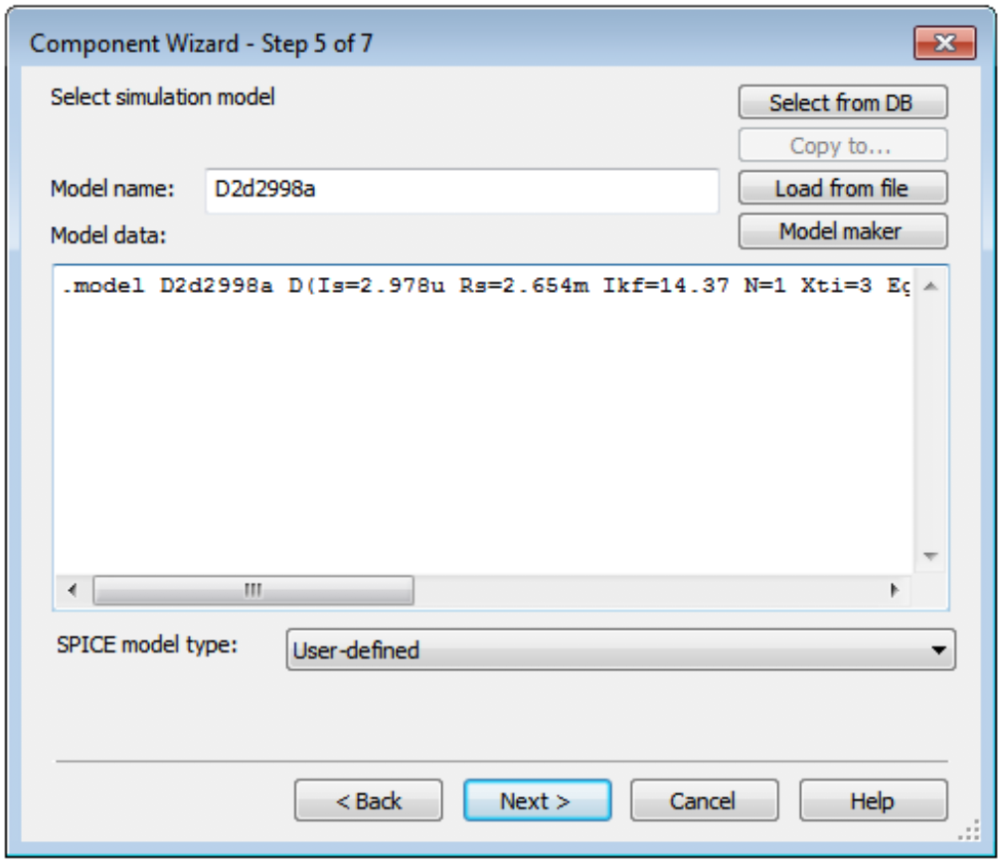 Component Wizard - Step 5 of 7
Select simulation model
Select from DB
Copy to...
Model name:
D2d2998a
Load from file
Model data:
Model maker
.model D2d2998a D(Is=2.978u Rs=2.654m Ikf=14.37 N=1 Xti=3
SPICE model type:
User-defined
< Back
Next >
Cancel
Help